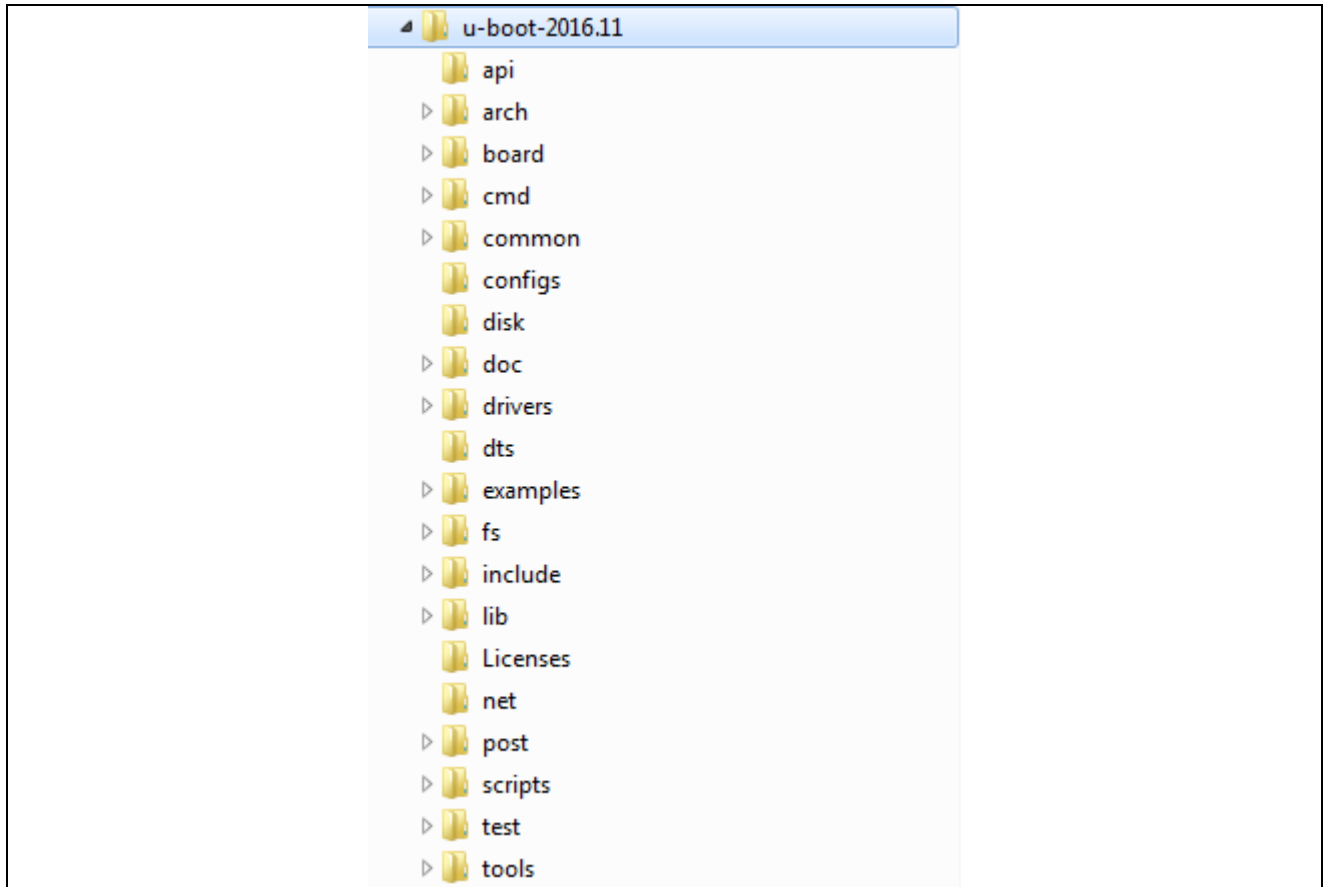 u-boot-2016.11
api
arch
board
cmd
common
configs
disk
doc
drivers
dts
examples
fs
include
lib
Licenses
net
post
scripts
test
tools